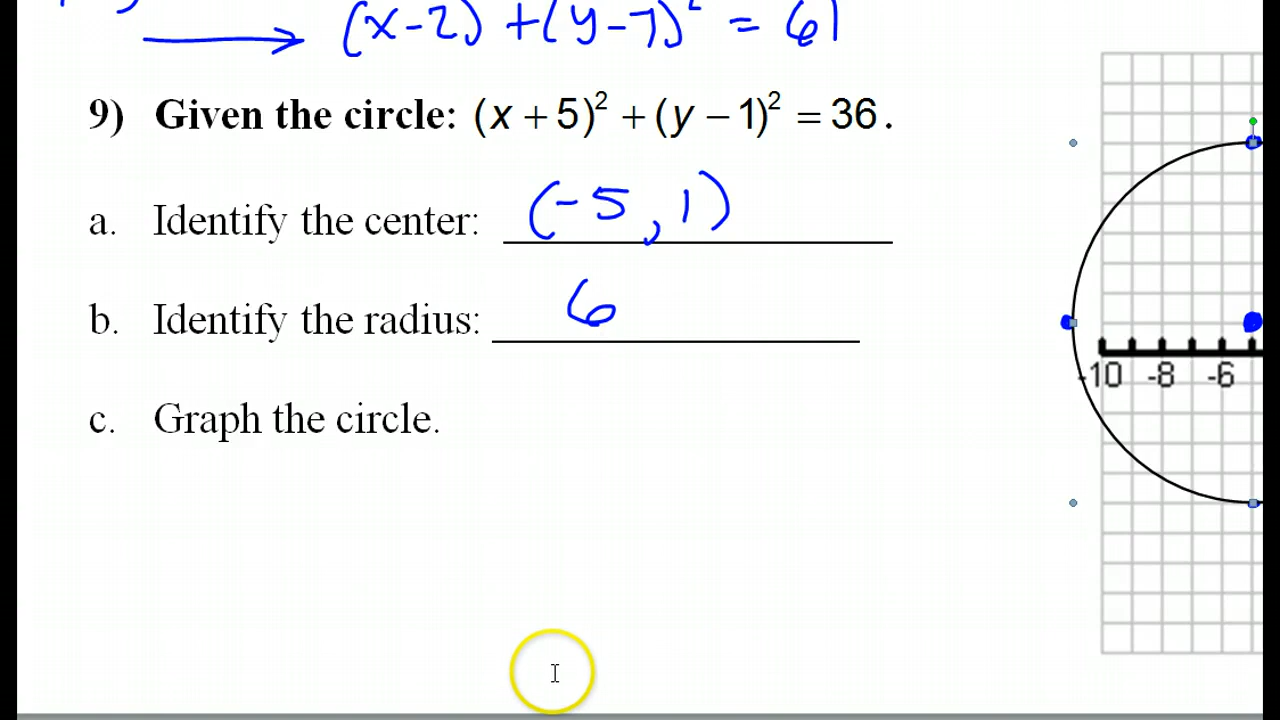 (x-2) +(y-7)² = 61
9) Given the circle: (x + 5)² + (y − 1)² = 36.
a. Identify the center: (-5, 1)
b. Identify the radius: 6
-10 -8 -6
c. Graph the circle.